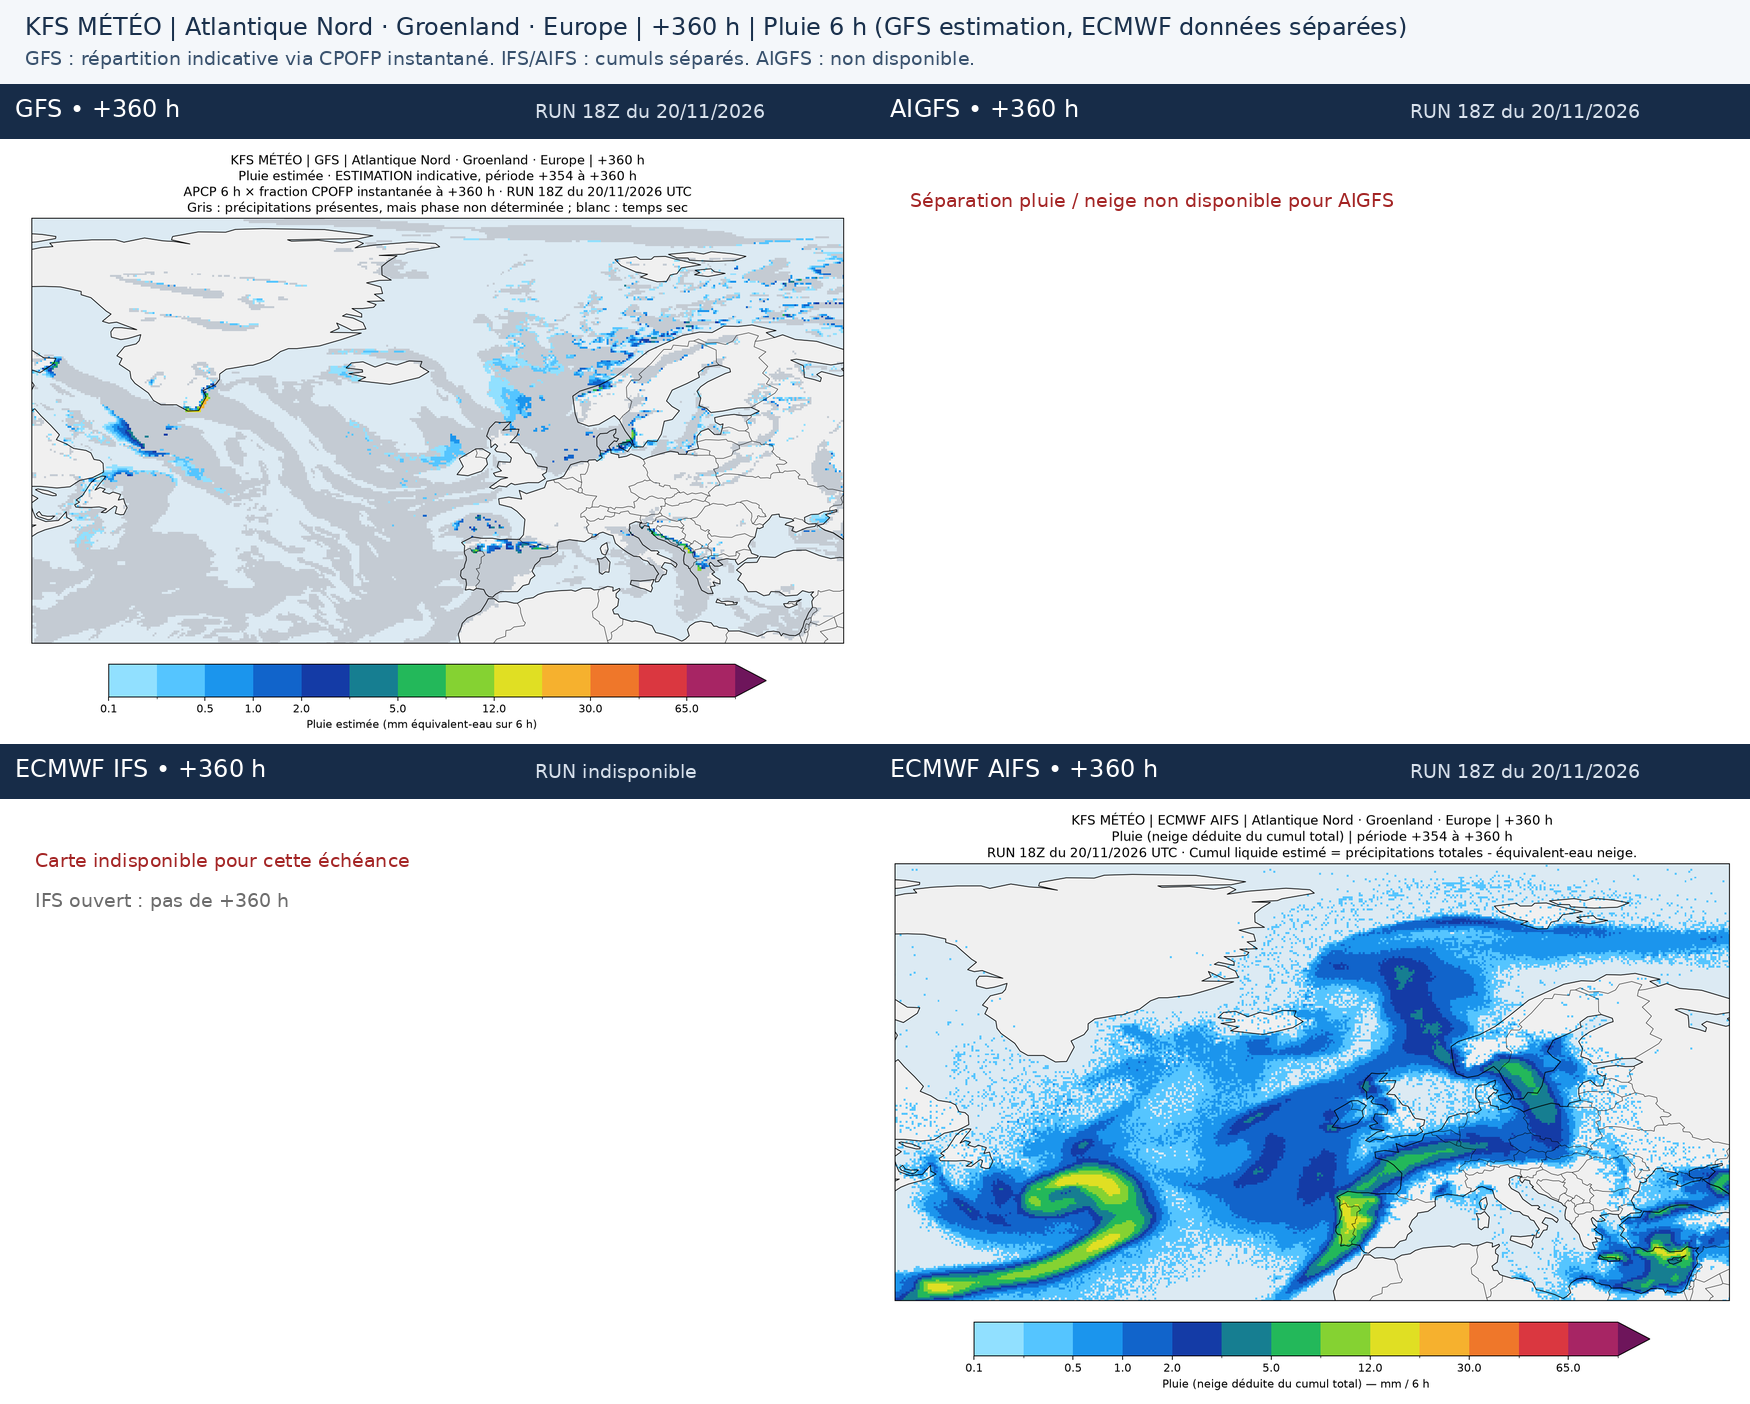 KFS MÉTÉO | Atlantique Nord · Groenland · Europe | +360 h | Pluie 6 h (GFS estimation, ECMWF données séparées)
GFS : répartition indicative via CPOFP instantané. IFS/AIFS : cumuls séparés. AIGFS : non disponible.
GFS • +360 h
RUN 18Z du 20/11/2026
AIGFS • +360 h
RUN 18Z du 20/11/2026
KFS MÉTÉO | GFS | Atlantique Nord · Groenland · Europe | +360 h
Pluie estimée · ESTIMATION indicative, période +354 à +360 h
APCP 6 h × fraction CPOFP instantanée à +360 h · RUN 18Z du 20/11/2026 UTC
Gris : précipitations présentes, mais phase non déterminée ; blanc : temps sec
0.1 0.5 1.0 2.0 5.0 12.0 30.0 65.0
Pluie estimée (mm équivalent-eau sur 6 h)
Séparation pluie / neige non disponible pour AIGFS
ECMWF IFS • +360 h
RUN indisponible
ECMWF AIFS • +360 h
RUN 18Z du 20/11/2026
Carte indisponible pour cette échéance
IFS ouvert : pas de +360 h
KFS MÉTÉO | ECMWF AIFS | Atlantique Nord · Groenland · Europe | +360 h
Pluie (neige déduite du cumul total) | période +354 à +360 h
RUN 18Z du 20/11/2026 UTC · Cumul liquide estimé = précipitations totales - équivalent-eau neige.
0.1 0.5 1.0 2.0 5.0 12.0 30.0 65.0
Pluie (neige déduite du cumul total) — mm / 6 h